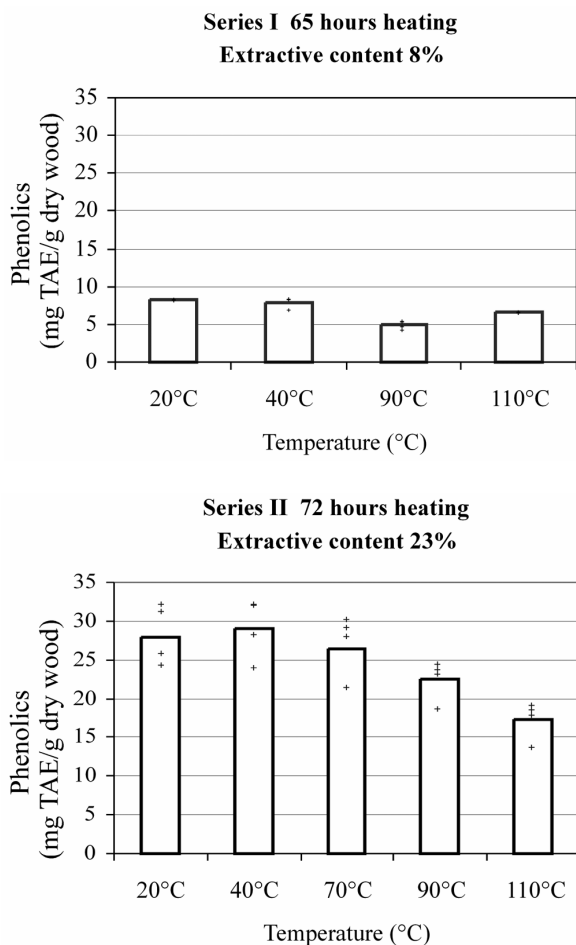 Series I 65 hours heating
Extractive content 8%
35
30
25
20
15
10
5
0
Phenolics
(mg TAE/g dry wood)
20°C 40°C 90°C 110°C
Temperature (°C)
Series II 72 hours heating
Extractive content 23%
35
30
25
20
15
10
5
0
Phenolics
(mg TAE/g dry wood)
20°C 40°C 70°C 90°C 110°C
Temperature (°C)